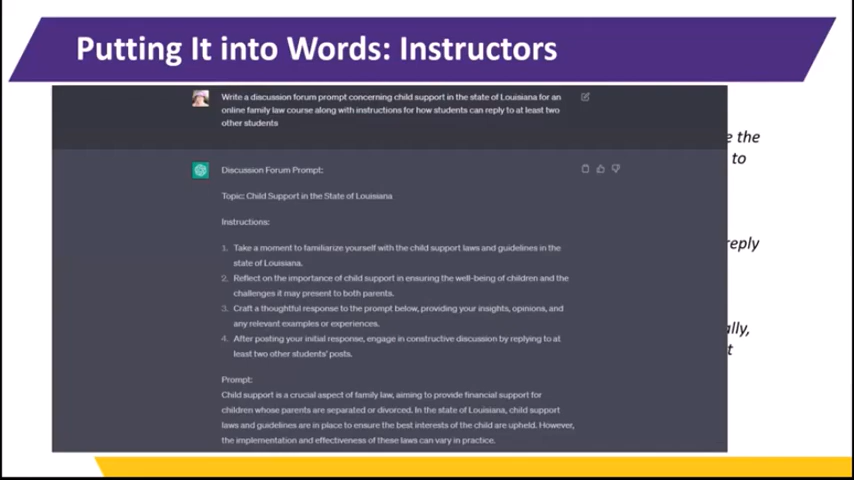 Putting It into Words: Instructors
Write a discussion forum prompt concerning child support in the state of Louisiana for an
online family law course along with instructions for how students can reply to at least two
other students
e the
to
Discussion Forum Prompt:
Topic: Child Support in the State of Louisiana
Instructions:
1. Take a moment to familiarize yourself with the child support laws and guidelines in the
state of Louisiana.
reply
2. Reflect on the importance of child support in ensuring the well-being of children and the
challenges it may present to both parents.
3. Craft a thoughtful response to the prompt below, providing your insights, opinions, and
any relevant examples or experiences.
ally,
4. After posting your initial response, engage in constructive discussion by replying to at
least two other students' posts.
t
Prompt:
Child support is a crucial aspect of family law, aiming to provide financial support for
children whose parents are separated or divorced. In the state of Louisiana, child support
laws and guidelines are in place to ensure the best interests of the child are upheld. However,
the implementation and effectiveness of these laws can vary in practice.